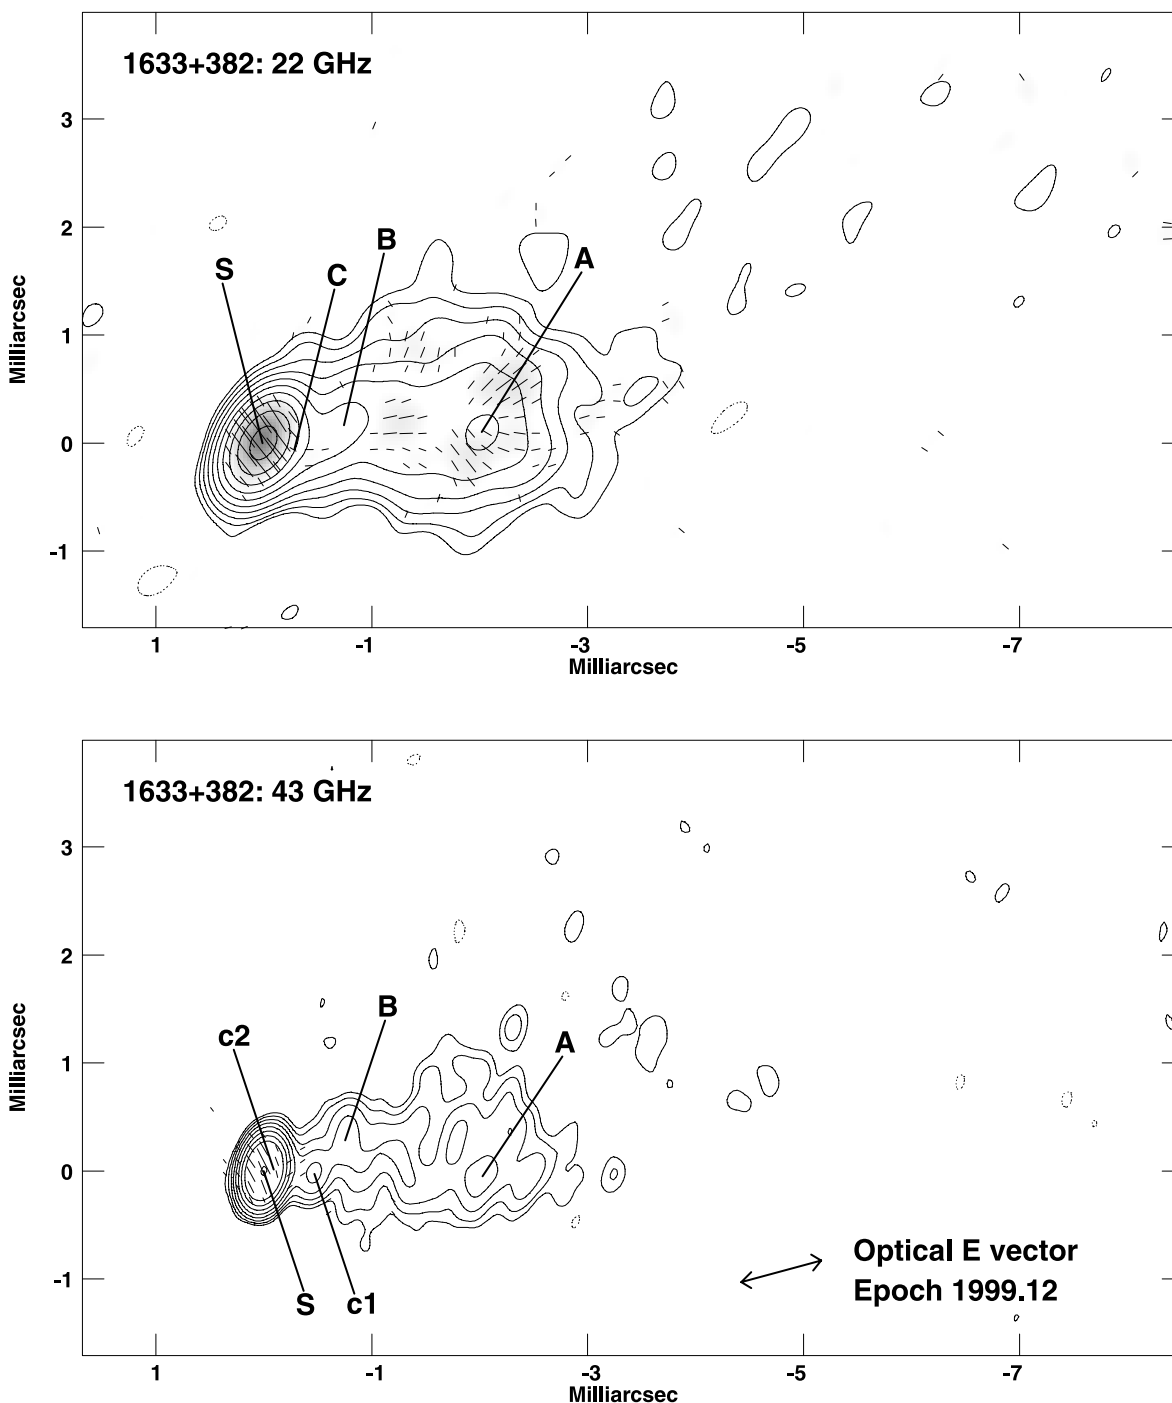 1633+382: 22 GHz
3
2
1
0
-1
Milliarcsec
S
C
B
A
1
-1
-3
-5
-7
Milliarcsec
1633+382: 43 GHz
3
2
1
0
-1
Milliarcsec
c2
B
A
S
c1
Optical E vector
Epoch 1999.12
1
-1
-3
-5
-7
Milliarcsec